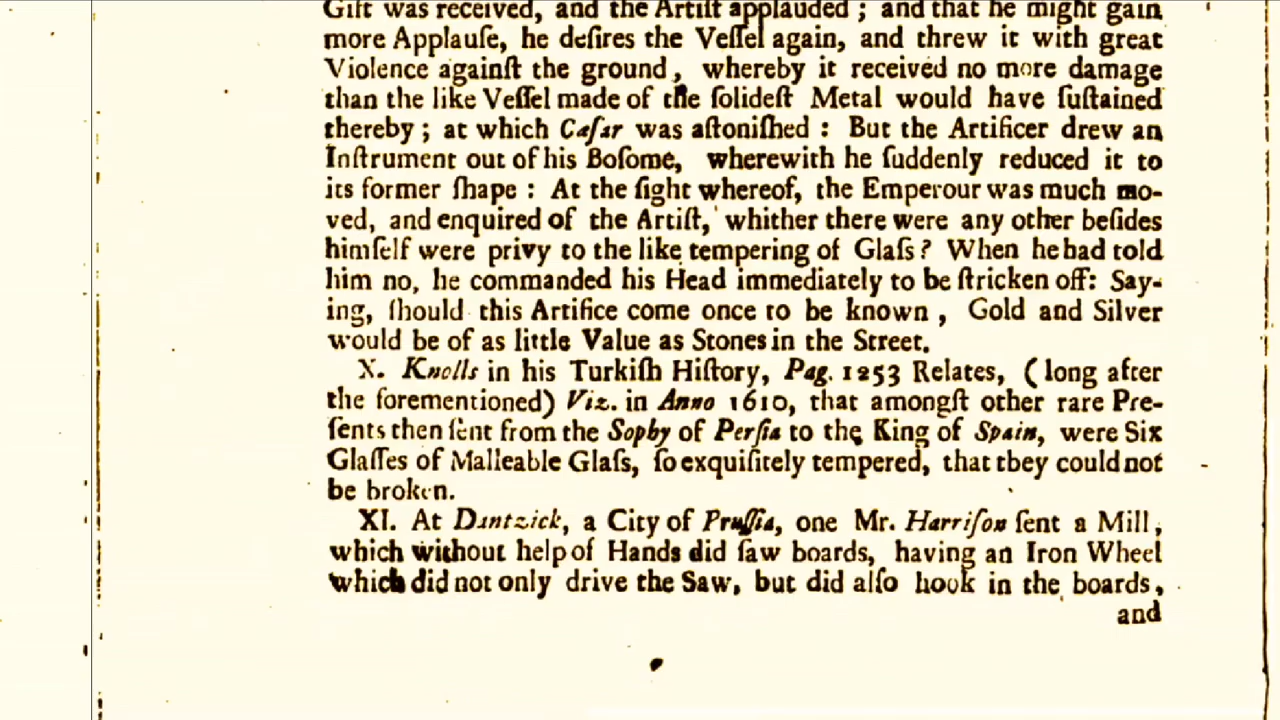 Gift was received, and the Artiſt applauded ; and that he might gain
more Applauſe, he deſires the Veſſel again, and threw it with great
Violence againſt the ground, whereby it received no more damage
than the like Veſſel made of the ſolideſt Metal would have ſuſtained
thereby ; at which Cæſar was aſtoniſhed : But the Artificer drew an
Inſtrument out of his Boſome, wherewith he ſuddenly reduced it to
its former ſhape : At the ſight whereof, the Emperour was much mo-
ved, and enquired of the Artiſt, whither there were any other beſides
himſelf were privy to the like tempering of Glaſs ? When he had told
him no, he commanded his Head immediately to be ſtricken off: Say-
ing, ſhould this Artifice come once to be known , Gold and Silver
would be of as little Value as Stones in the Street.
X. Knolls in his Turkiſh Hiſtory, Pag. 1253 Relates, ( long after
the forementioned) Viz. in Anno 1610, that amongſt other rare Pre-
ſents then ſent from the Sophy of Perſia to the King of Spain, were Six
Glaſſes of Malleable Glaſs, ſo exquiſitely tempered, that tbey could not
be broken.
XI. At Dantzick, a City of Pruſſia, one Mr. Harriſon ſent a Mill,
which without help of Hands did ſaw boards, having an Iron Wheel
which did not only drive the Saw, but did alſo hook in the boards,
and